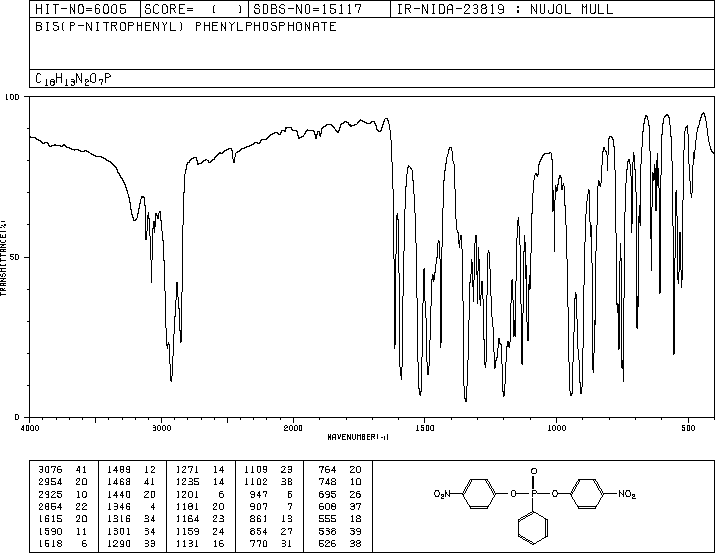 HIT-NO=6005 SCORE= ( ) SDBS-NO=15117 IR-NIDA-23819 : NUJOL MULL
BIS(P-NITROPHENYL) PHENYLPHOSPHONATE
C18H13N2O7P
100
50
0
TRANSMITTANCE(%)
4000 3000 2000 1500 1000 500
WAVENUMBER(-1)
3076 41 1489 12 1271 14 1109 23 764 20
2954 20 1468 41 1235 14 1102 38 748 10
2925 10 1440 20 1201 6 947 6 695 26
2854 22 1346 4 1181 20 907 7 608 37
1615 20 1316 34 1164 23 861 13 555 18
1590 11 1301 34 1159 24 854 27 538 39
1518 6 1290 33 1131 16 770 31 526 38
O
NO2 O P O NO2